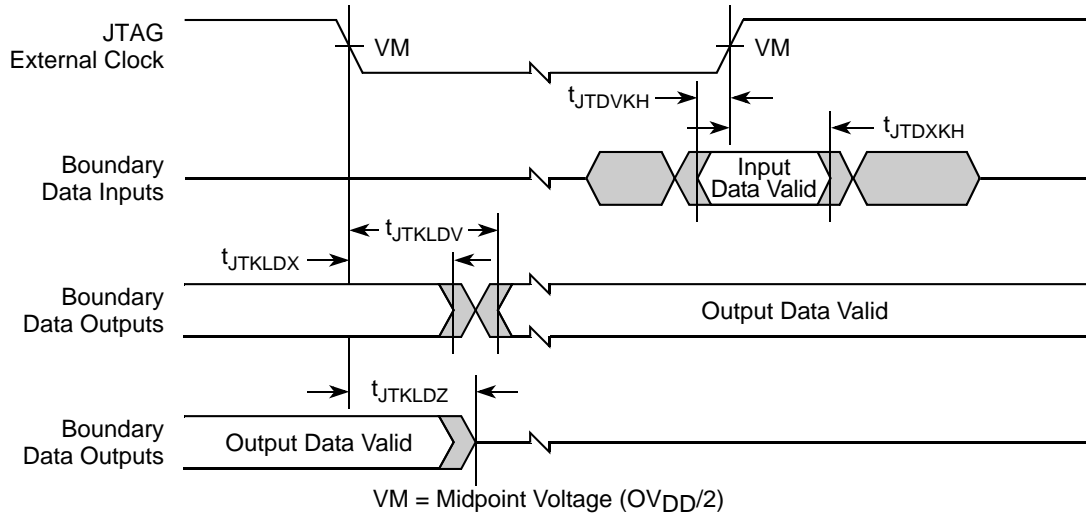 JTAG
External Clock
VM
VM
tJTDVKH
tJTDXKH
Boundary
Data Inputs
Input
Data Valid
tJTKLDV
tJTKLDX
Boundary
Data Outputs
Output Data Valid
tJTKLDZ
Boundary
Data Outputs
Output Data Valid
VM = Midpoint Voltage (OVDD/2)